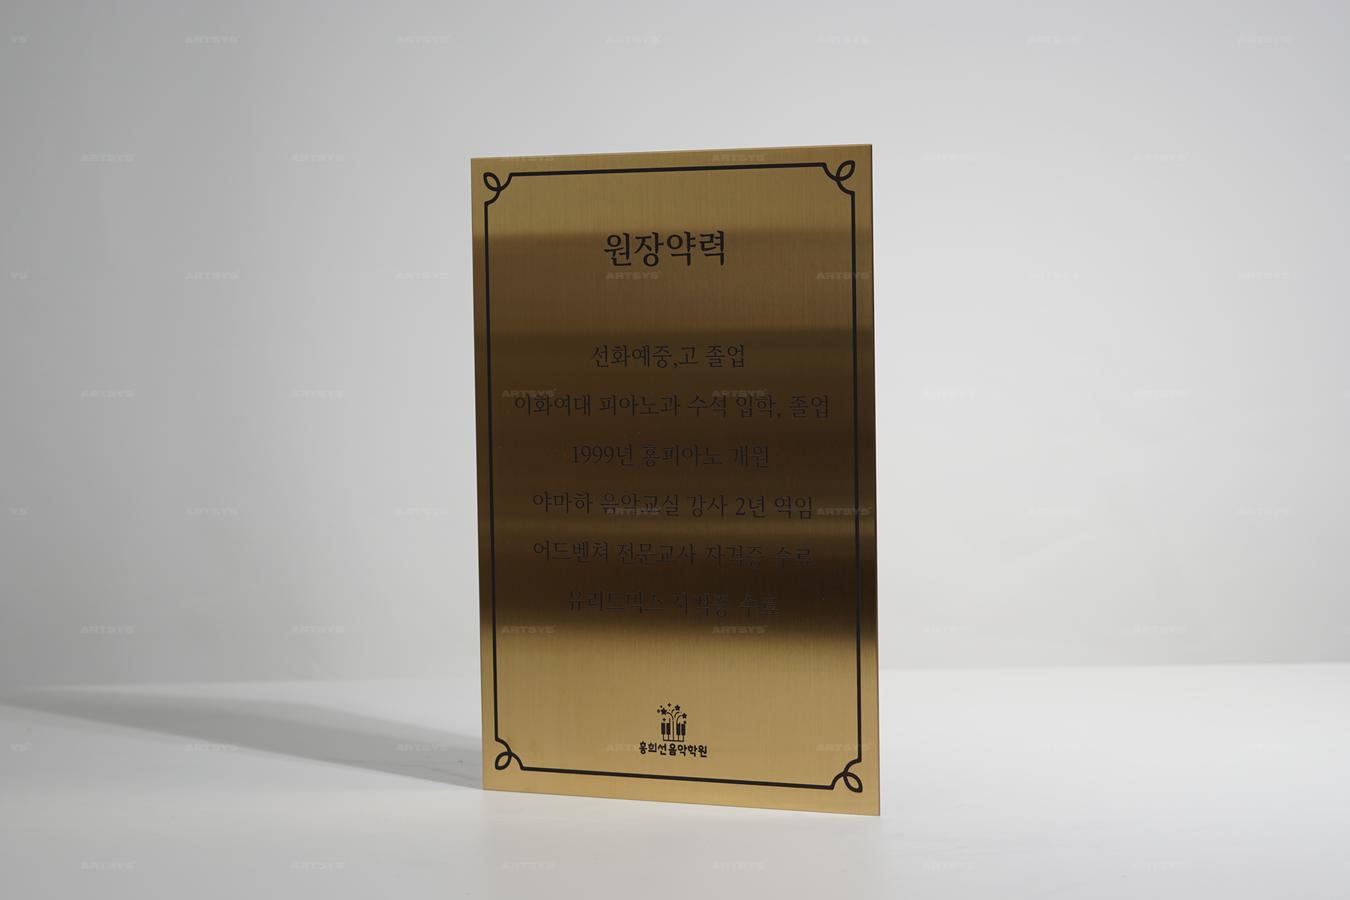 원장약력
선화예중,고 졸업
이화여대 피아노과 수석 입학, 졸업
1999년 홍피아노 개원
야마하 음악교실 강사 2년 역임
어드벤쳐 전문교사 자격증 수료
유리드믹스 자격증 수료
홍희선음악학원
ARTSYS